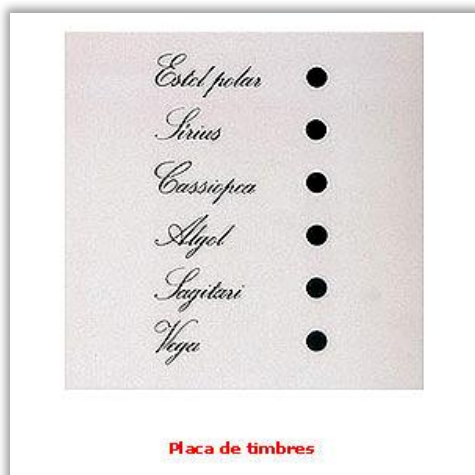 Estel polar
Sirius
Cassiopea
Algol
Sagitari
Vega
Placa de timbres